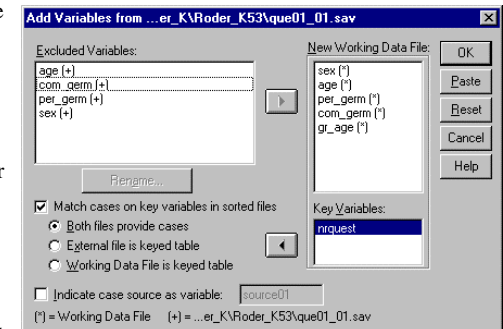 Add Variables from ...er_K\Roder_K53\que01_01.sav
Excluded Variables:
age (+)
com_germ (+)
per_germ (+)
sex (+)
Rename...
New Working Data File:
sex (*)
age (*)
per_germ (*)
com_germ (*)
gr_age (*)
OK
Paste
Reset
Cancel
Help
Match cases on key variables in sorted files
Both files provide cases
External file is keyed table
Working Data File is keyed table
Key Variables:
nrquest
Indicate case source as variable: source01
(*) = Working Data File (+) = ...er_K\Roder_K53\que01_01.sav